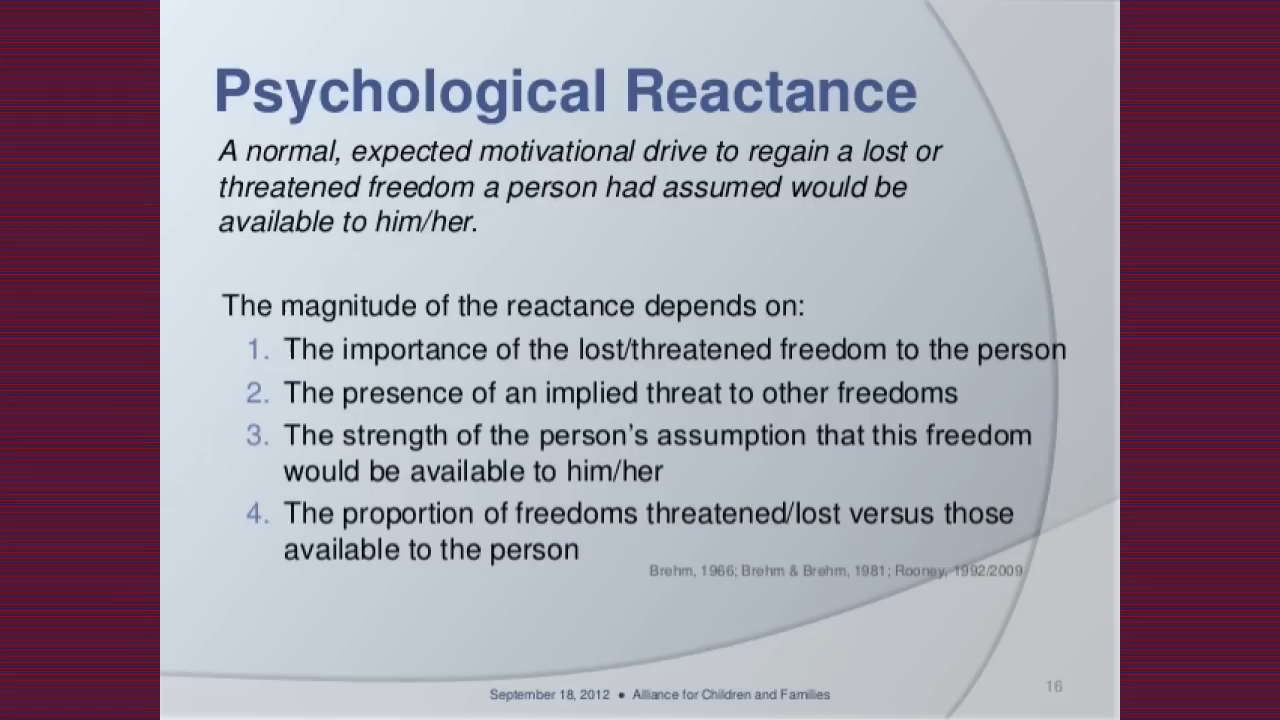 Psychological Reactance
A normal, expected motivational drive to regain a lost or
threatened freedom a person had assumed would be
available to him/her.
The magnitude of the reactance depends on:
1. The importance of the lost/threatened freedom to the person
2. The presence of an implied threat to other freedoms
3. The strength of the person's assumption that this freedom
would be available to him/her
4. The proportion of freedoms threatened/lost versus those
available to the person
Brehm, 1966; Brehm & Brehm, 1981; Rooney, 1992/2009
September 18, 2012 ● Alliance for Children and Families
16